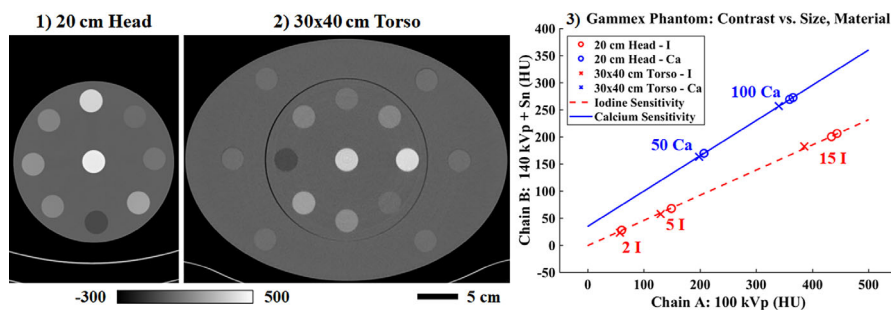 1) 20 cm Head
2) 30x40 cm Torso
-300
500
5 cm
3) Gammex Phantom: Contrast vs. Size, Material
Chain B: 140 kVp + Sn (HU)
400
350
300
250
200
150
100
50
0
-50
20 cm Head - I
20 cm Head - Ca
30x40 cm Torso - I
30x40 cm Torso - Ca
Iodine Sensitivity
Calcium Sensitivity
100 Ca
50 Ca
15 I
5 I
2 I
0
100
200
300
400
500
Chain A: 100 kVp (HU)